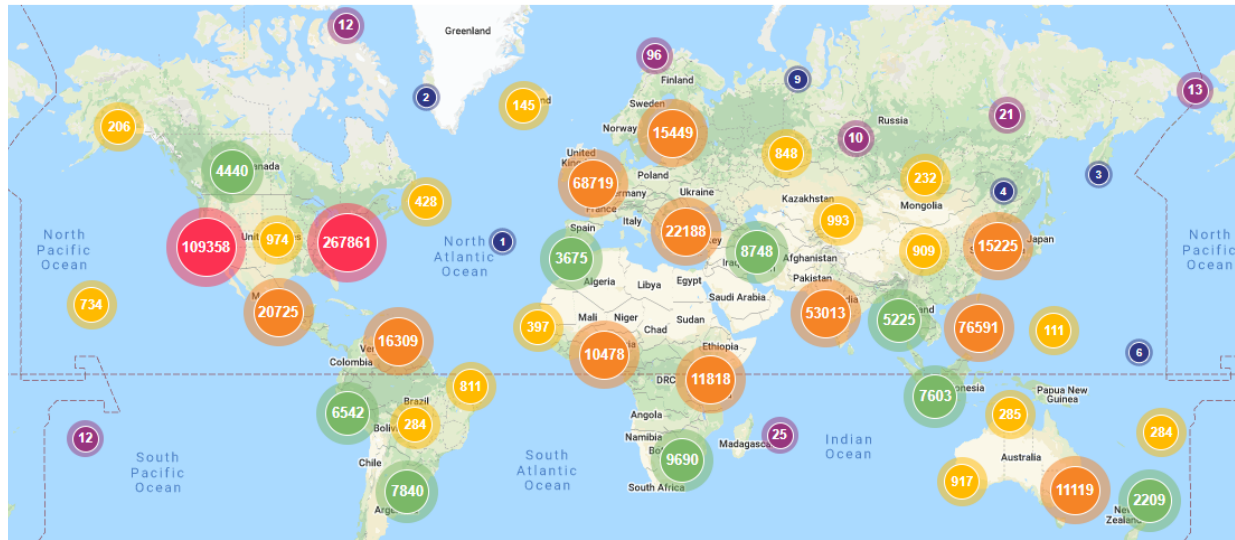 12
Greenland
96
Finland
9
2
145
Sweden
Norway
15449
21
Russia
13
206
10
848
United
4440
68719
Poland
Ukraine
232
Mongolia
4
3
Kazakhstan
428
France
Italy
993
North
Pacific
Ocean
109358
974
267861
North
Atlantic
Ocean
1
Spain
3675
22188
8748
Afghanistan
Pakistan
909
15225
Japan
North
Pacific
Ocean
734
20725
Algeria
Libya
Egypt
Saudi Arabia
397
Mali
Niger
Chad
Sudan
53013
5225
76591
111
16309
Colombia
10478
Ethiopia
6
DRC
11818
811
6542
Brazil
284
7603
Papua New
Guinea
285
12
Chile
Angola
Namibia
25
Indian
Ocean
284
South
Pacific
Ocean
South
Atlantic
Ocean
9690
South Africa
Australia
917
7840
11119
2209
Zealand